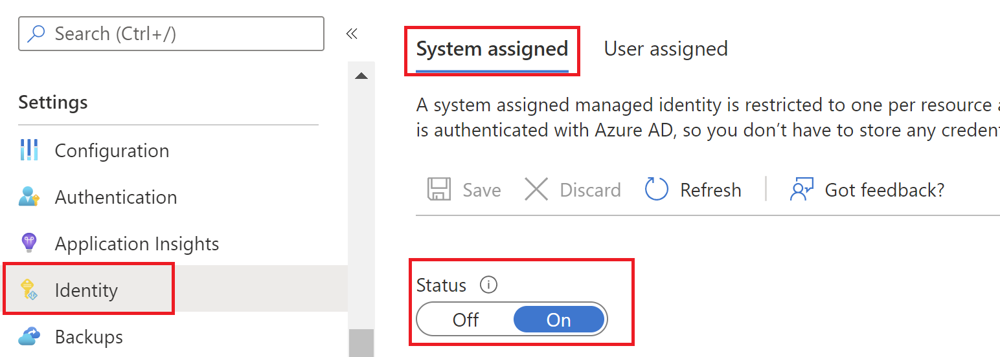 Search (Ctrl+/)
Settings
Configuration
Authentication
Application Insights
Identity
Backups
System assigned
User assigned
A system assigned managed identity is restricted to one per resource
is authenticated with Azure AD, so you don’t have to store any
Save
Discard
Refresh
Got feedback?
Status
Off
On